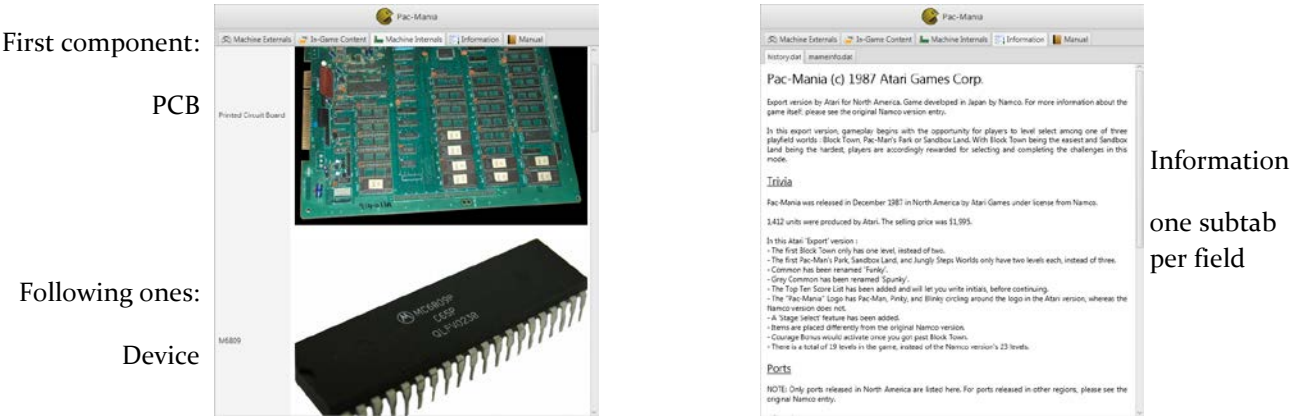 First component:
PCB
Following ones:
Device
Pac-Mania
Machine Externals In-Game Content Machine Internals Information Manual
Printed Circuit Board
MC6809P
M6809
Pac-Mania
Machine Externals In-Game Content Machine Internals Information Manual
history.dat mameinfo.dat
Pac-Mania (c) 1987 Atari Games Corp.
Export version by Atari for North America. Game developed in Japan by Namco. For more information about the
game itself; please see the original Namco version entry.
In this export version, gameplay begins with the opportunity for players to level select among one of three
playfield worlds : Block Town, Pac-Man's Park or Sandbox Land. With Block Town being the easiest and Sandbox
Land being the hardest, players are accordingly rewarded for selecting and completing the challenges in this
mode.
Trivia
Pac-Mania was released in December 1987 in North America by Atari Games under license from Namco.
1,412 units were produced by Atari. The selling price was $1,995.
In this Atari 'Export' version :
- The first Block Town only has one level, instead of two.
- The first Pac-Man's Park, Sandbox Land, and Jungly Steps Worlds only have two levels each, instead of three.
- Common has been renamed 'Funky'.
- Grey Common has been renamed 'Spunky'.
- The Top Ten Score List has been added and will let you write initials, before continuing.
- The "Pac-Mania" Logo has Pac-Man, Pinky, and Blinky circling around the logo in the Atari version, whereas the
Namco version does not.
- A 'Stage Select' feature has been added.
- Items are placed differently from the original Namco version.
- Courage Bonus would activate once you got past Block Town.
- There is a total of 19 levels in the game, instead of the Namco version's 23 levels.
Ports
NOTE: Only ports released in North America are listed here. For ports released in other regions, please see the
original Namco entry.
Information
one subtab
per field